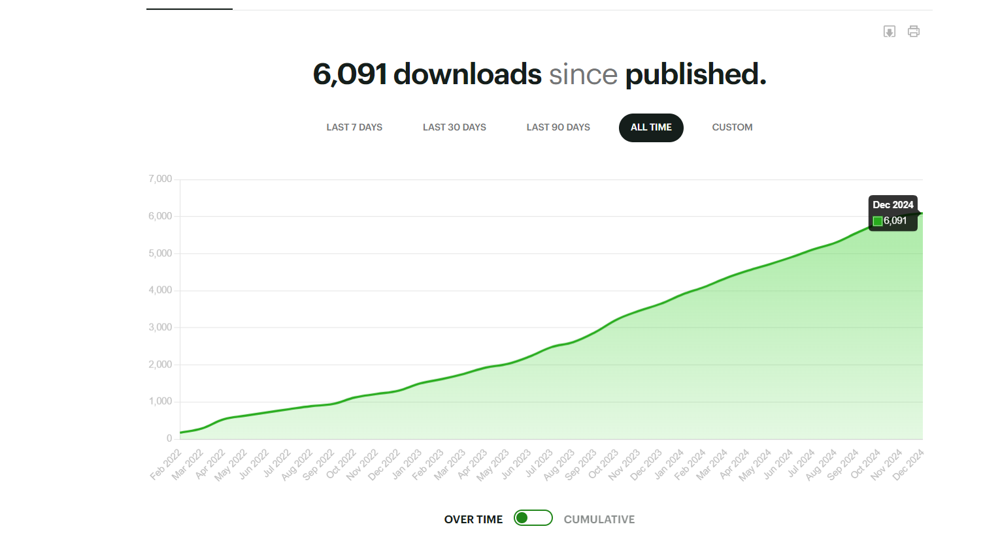 6,091 downloads since published.
LAST 7 DAYS LAST 30 DAYS LAST 90 DAYS ALL TIME CUSTOM
7,000
6,000
5,000
4,000
3,000
2,000
1,000
0
Dec 2024
6,091
Feb 2022 Mar 2022 Apr 2022 May 2022 Jun 2022 Jul 2022 Aug 2022 Sep 2022 Oct 2022 Nov 2022 Dec 2022 Jan 2023 Feb 2023 Mar 2023 Apr 2023 May 2023 Jun 2023 Jul 2023 Aug 2023 Sep 2023 Oct 2023 Nov 2023 Dec 2023 Jan 2024 Feb 2024 Mar 2024 Apr 2024 May 2024 Jun 2024 Jul 2024 Aug 2024 Sep 2024 Oct 2024 Nov 2024 Dec 2024
OVER TIME CUMULATIVE